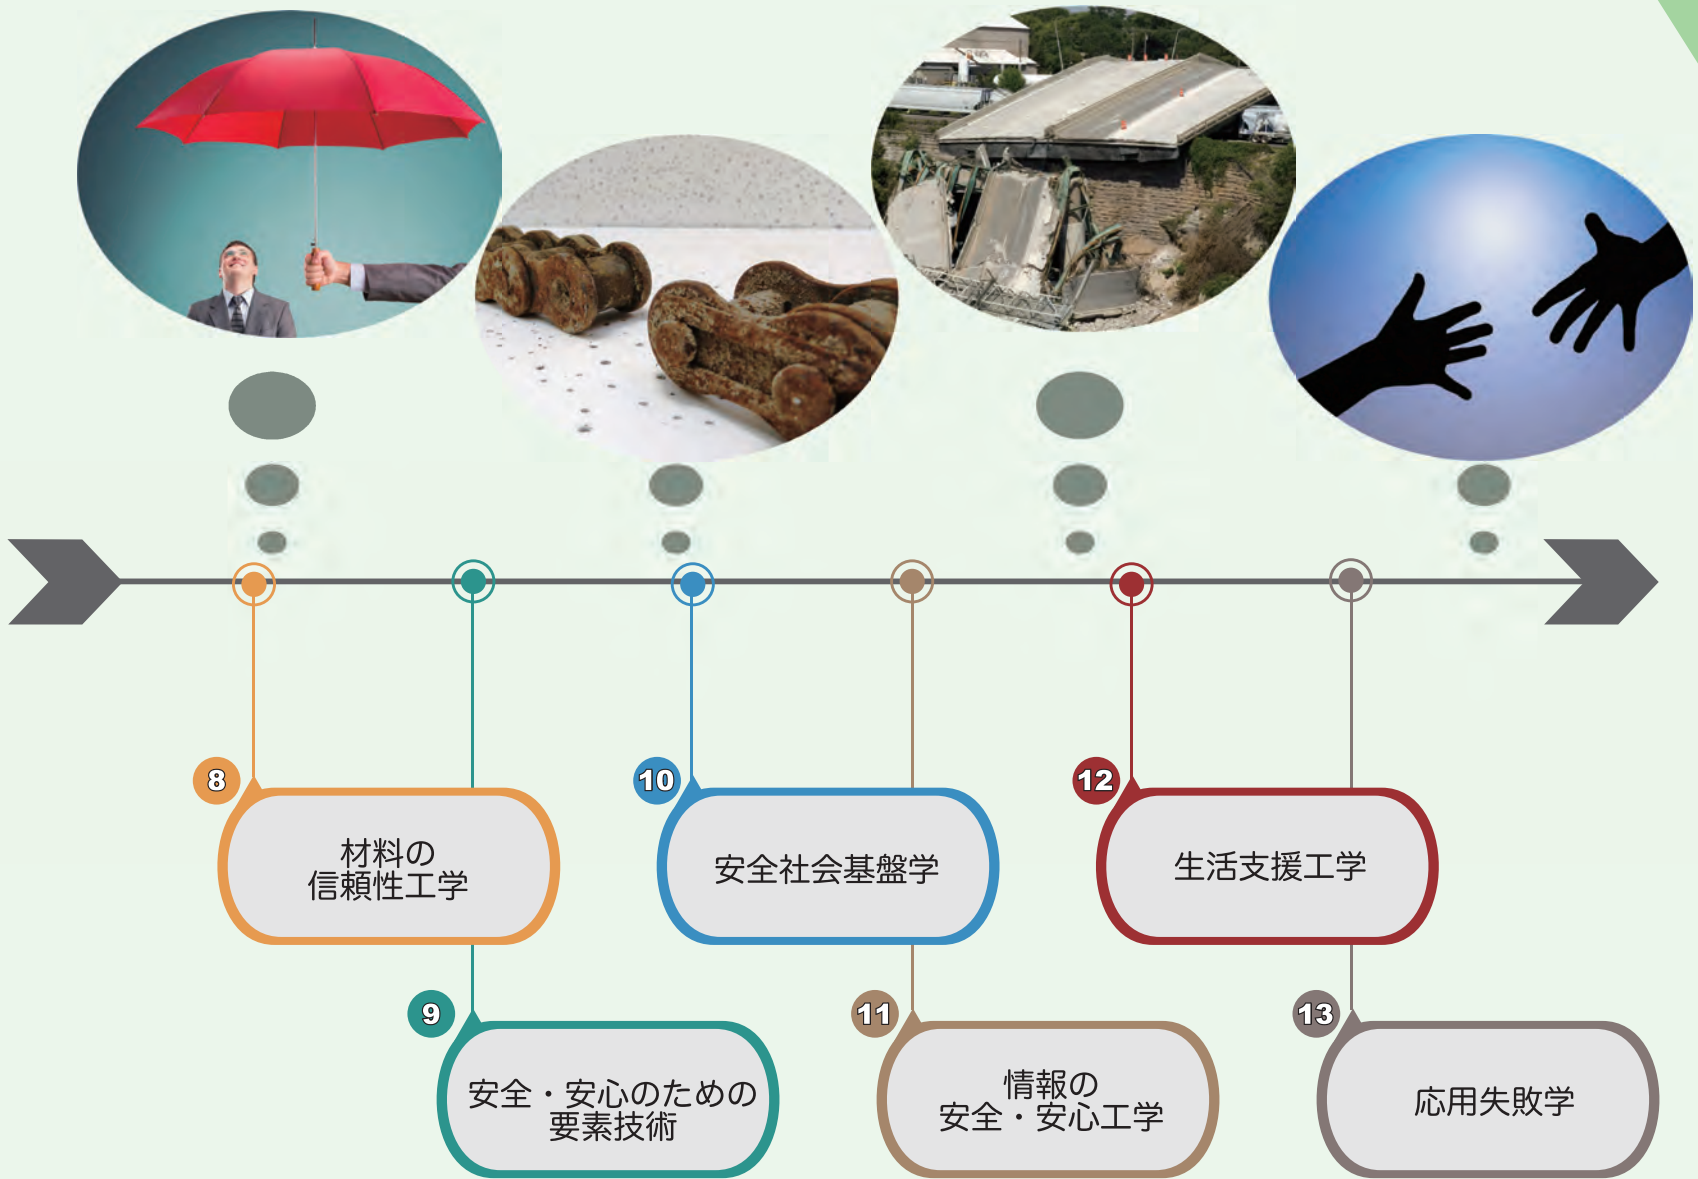 8
材料の
信頼性工学
9
安全・安心のための
要素技術
10
安全社会基盤学
11
情報の
安全・安心工学
12
生活支援工学
13
応用失敗学